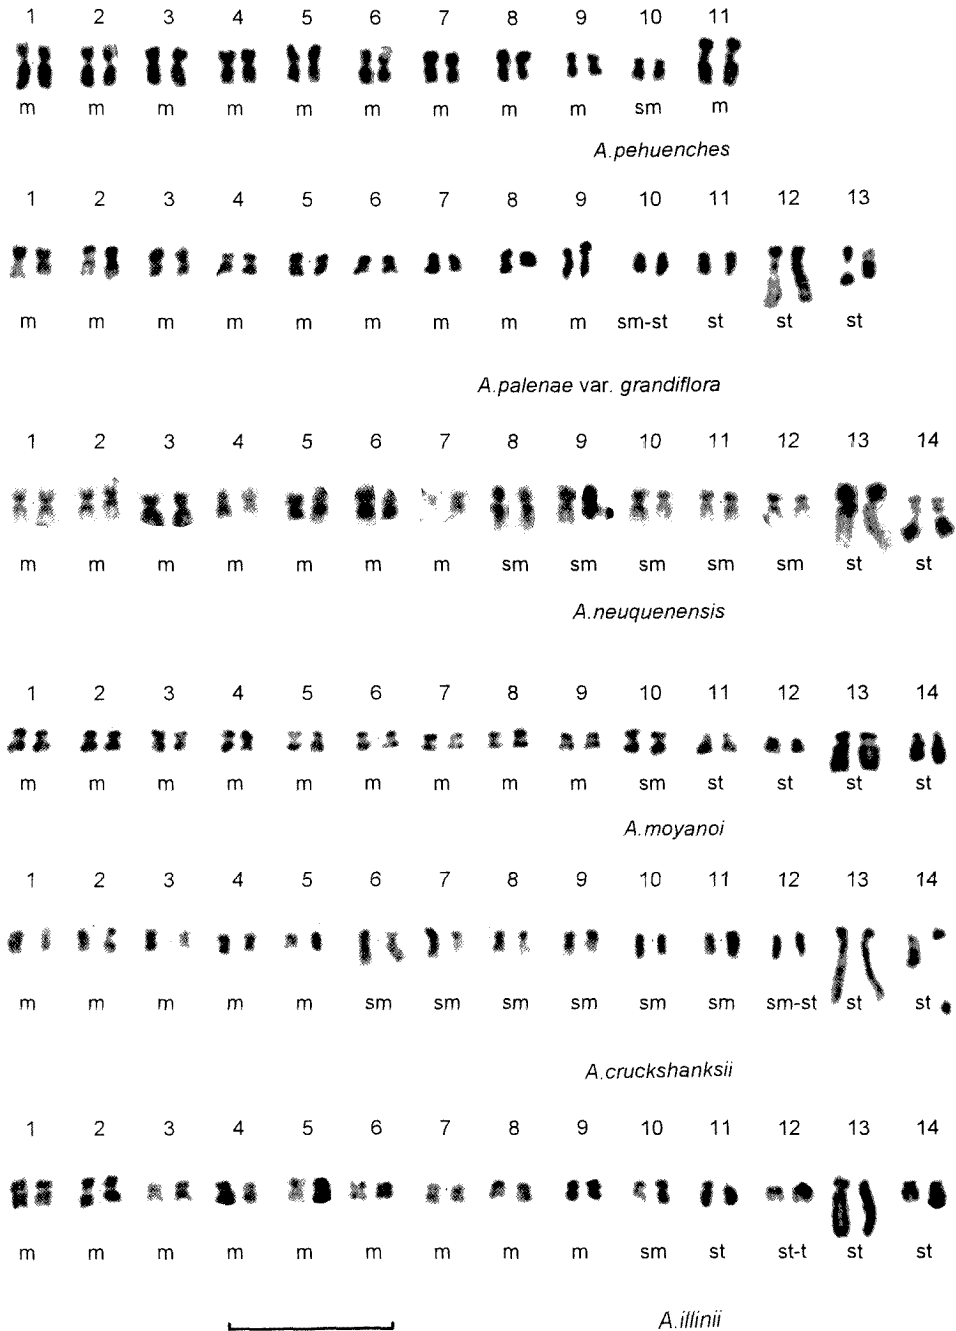 1 2 3 4 5 6 7 8 9 10 11
m m m m m m m m m sm m
A.pehuenches
1 2 3 4 5 6 7 8 9 10 11 12 13
m m m m m m m m m sm-st st st st
A.palenae var. grandiflora
1 2 3 4 5 6 7 8 9 10 11 12 13 14
m m m m m m m sm sm sm sm sm st st
A.neuquenensis
1 2 3 4 5 6 7 8 9 10 11 12 13 14
m m m m m m m m m sm st st st st
A.moyanoi
1 2 3 4 5 6 7 8 9 10 11 12 13 14
m m m m m sm sm sm sm sm sm sm-st st st
A.cruckshanksii
1 2 3 4 5 6 7 8 9 10 11 12 13 14
m m m m m m m m m sm st st-t st st
A.illinii